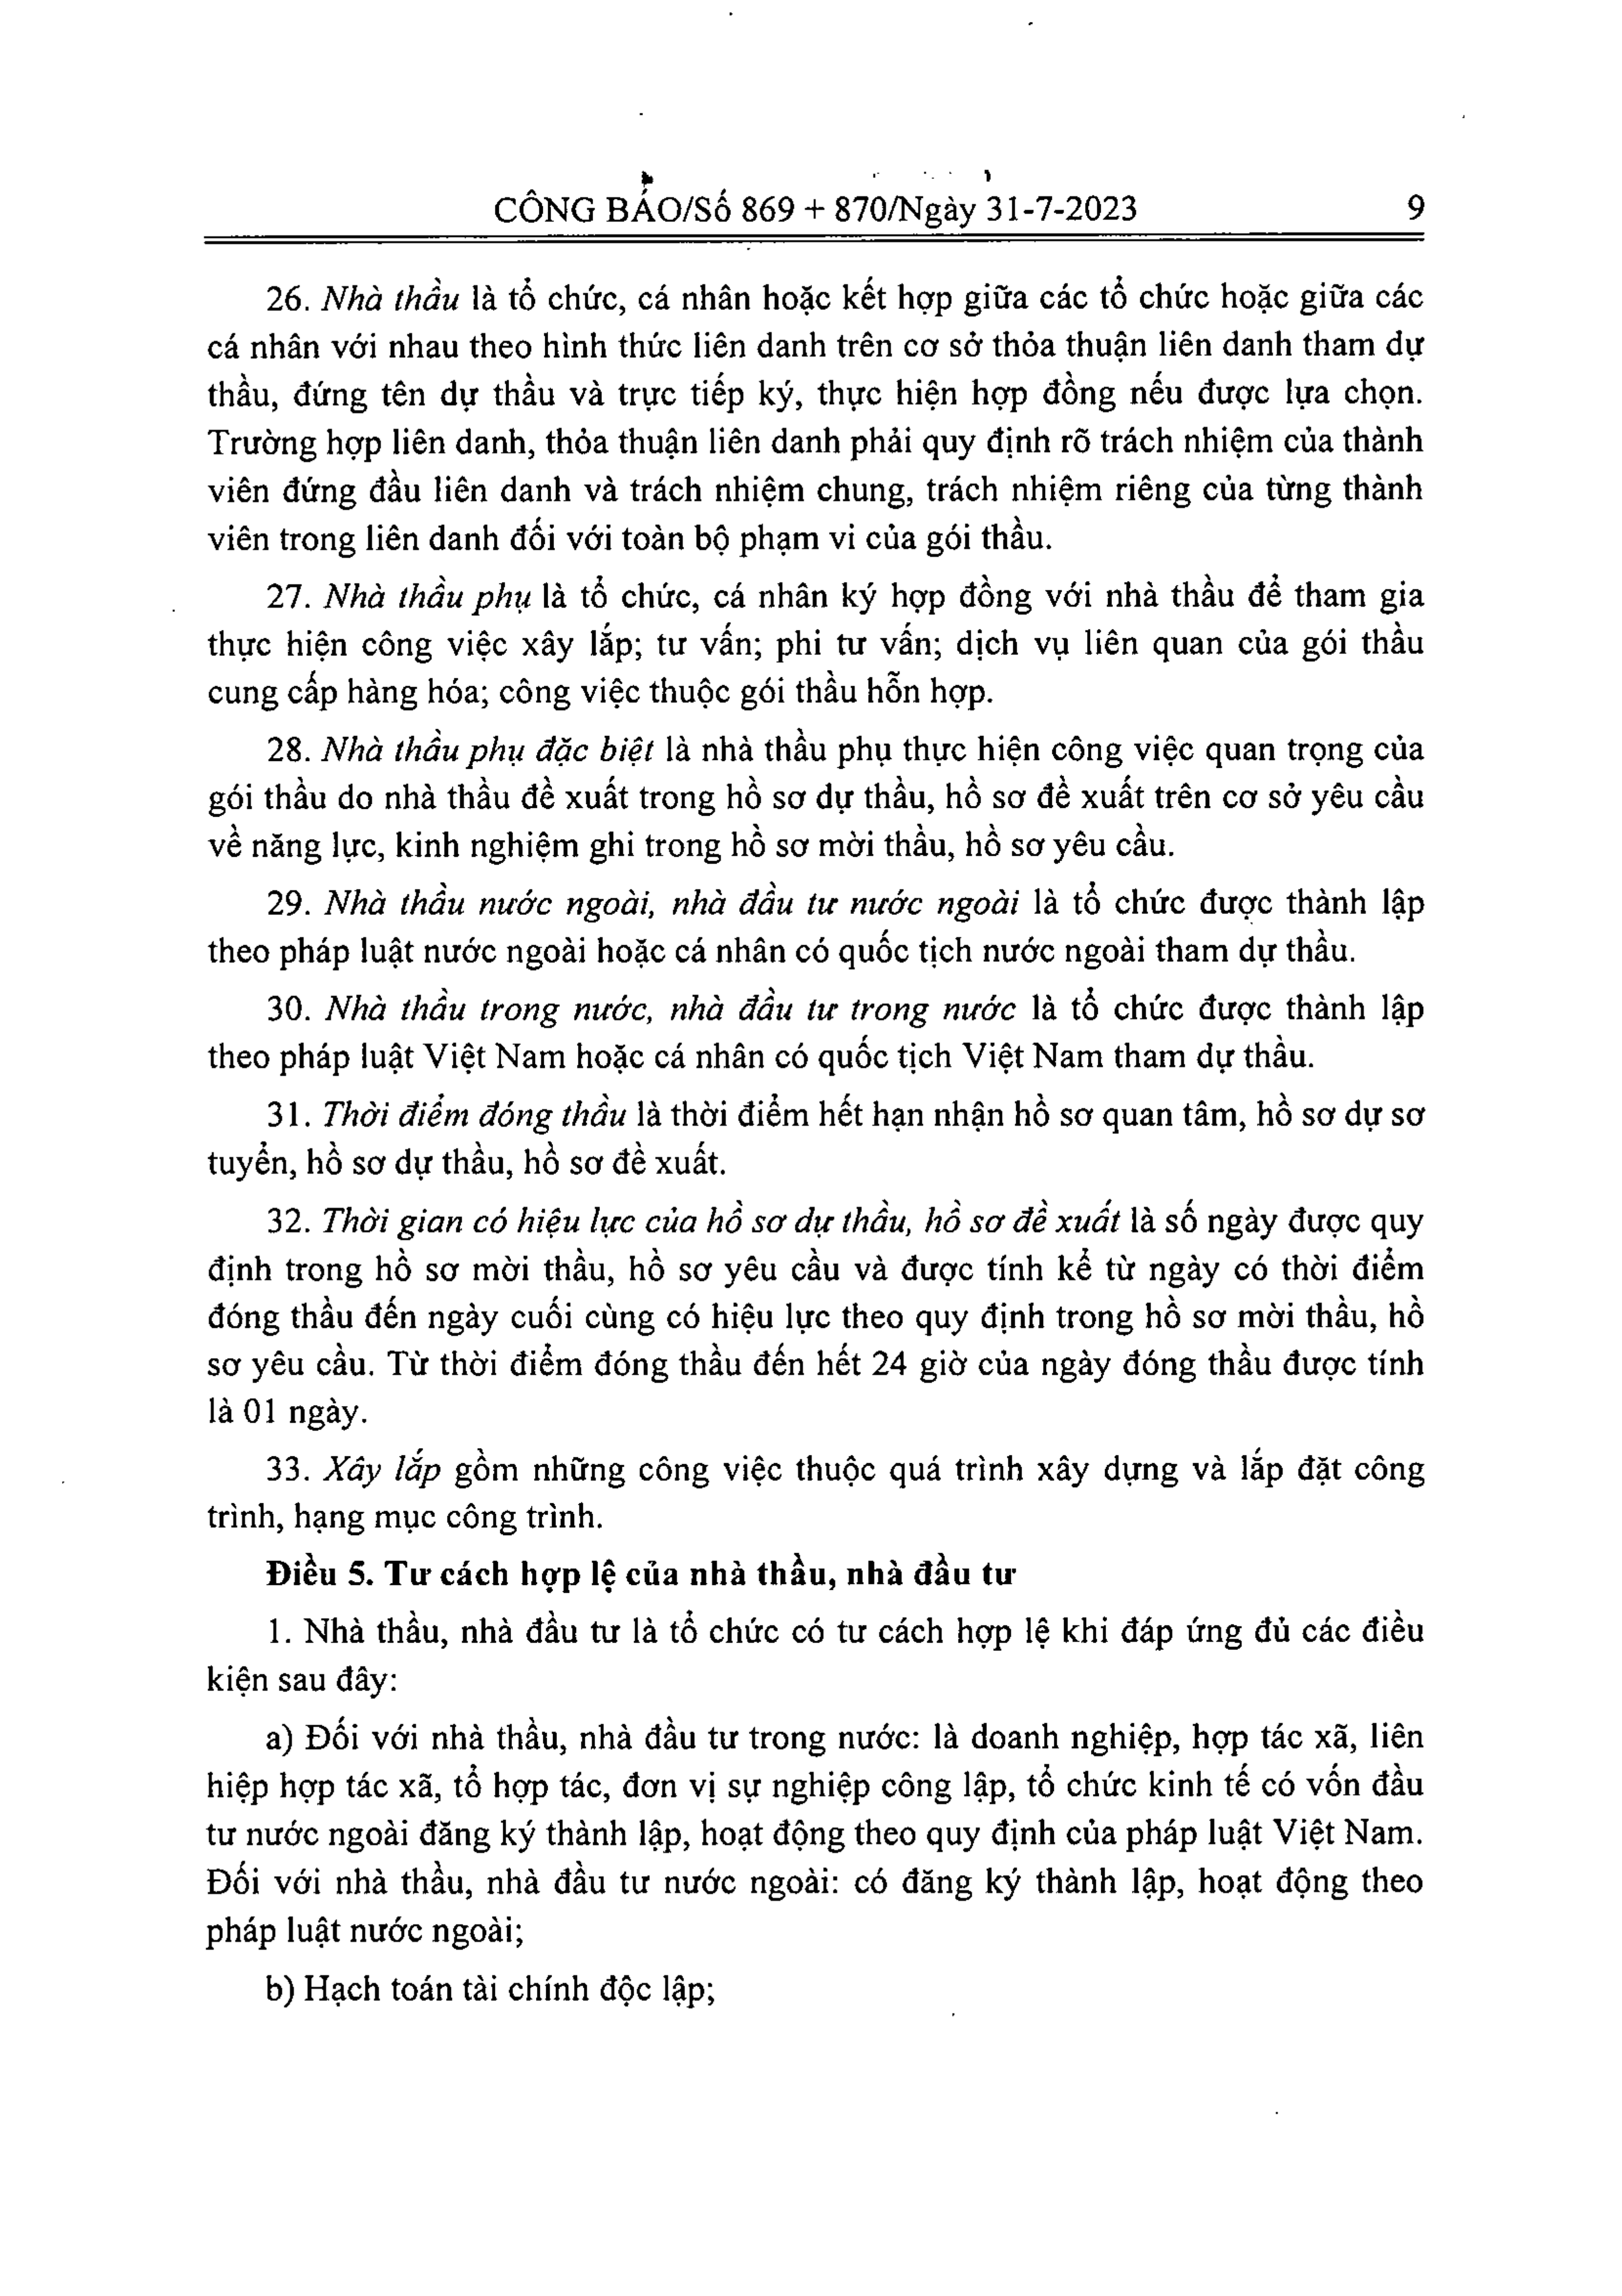 CÔNG BÁO/Số 869 + 870/Ngày 31-7-2023 9
26. Nhà thầu là tổ chức, cá nhân hoặc kết hợp giữa các tổ chức hoặc giữa các
cá nhân với nhau theo hình thức liên danh trên cơ sở thỏa thuận liên danh tham dự
thầu, đứng tên dự thầu và trực tiếp ký, thực hiện hợp đồng nếu được lựa chọn.
Trường hợp liên danh, thỏa thuận liên danh phải quy định rõ trách nhiệm của thành
viên đứng đầu liên danh và trách nhiệm chung, trách nhiệm riêng của từng thành
viên trong liên danh đối với toàn bộ phạm vi của gói thầu.
27. Nhà thầu phụ là tổ chức, cá nhân ký hợp đồng với nhà thầu để tham gia
thực hiện công việc xây lắp; tư vấn; phi tư vấn; dịch vụ liên quan của gói thầu
cung cấp hàng hóa; công việc thuộc gói thầu hỗn hợp.
28. Nhà thầu phụ đặc biệt là nhà thầu phụ thực hiện công việc quan trọng của
gói thầu do nhà thầu đề xuất trong hồ sơ dự thầu, hồ sơ đề xuất trên cơ sở yêu cầu
về năng lực, kinh nghiệm ghi trong hồ sơ mời thầu, hồ sơ yêu cầu.
29. Nhà thầu nước ngoài, nhà đầu tư nước ngoài là tổ chức được thành lập
theo pháp luật nước ngoài hoặc cá nhân có quốc tịch nước ngoài tham dự thầu.
30. Nhà thầu trong nước, nhà đầu tư trong nước là tổ chức được thành lập
theo pháp luật Việt Nam hoặc cá nhân có quốc tịch Việt Nam tham dự thầu.
31. Thời điểm đóng thầu là thời điểm hết hạn nhận hồ sơ quan tâm, hồ sơ dự sơ
tuyển, hồ sơ dự thầu, hồ sơ đề xuất.
32. Thời gian có hiệu lực của hồ sơ dự thầu, hồ sơ đề xuất là số ngày được quy
định trong hồ sơ mời thầu, hồ sơ yêu cầu và được tính kể từ ngày có thời điểm
đóng thầu đến ngày cuối cùng có hiệu lực theo quy định trong hồ sơ mời thầu, hồ
sơ yêu cầu. Từ thời điểm đóng thầu đến hết 24 giờ của ngày đóng thầu được tính
là 01 ngày.
33. Xây lắp gồm những công việc thuộc quá trình xây dựng và lắp đặt công
trình, hạng mục công trình.
Điều 5. Tư cách hợp lệ của nhà thầu, nhà đầu tư
1. Nhà thầu, nhà đầu tư là tổ chức có tư cách hợp lệ khi đáp ứng đủ các điều
kiện sau đây:
a) Đối với nhà thầu, nhà đầu tư trong nước: là doanh nghiệp, hợp tác xã, liên
hiệp hợp tác xã, tổ hợp tác, đơn vị sự nghiệp công lập, tổ chức kinh tế có vốn đầu
tư nước ngoài đăng ký thành lập, hoạt động theo quy định của pháp luật Việt Nam.
Đối với nhà thầu, nhà đầu tư nước ngoài: có đăng ký thành lập, hoạt động theo
pháp luật nước ngoài;
b) Hạch toán tài chính độc lập;